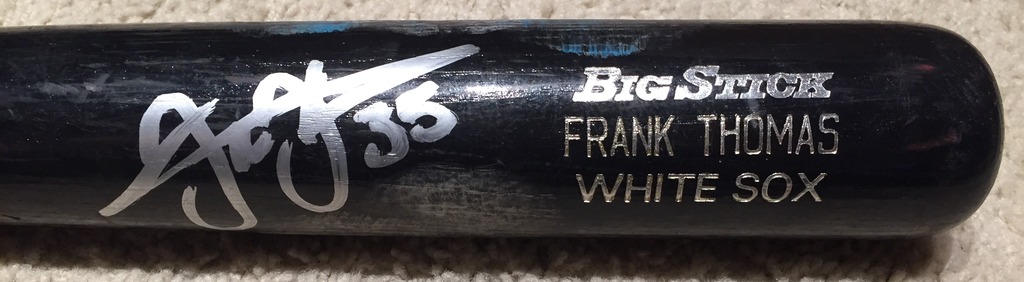 35
BIG STICK
FRANK THOMAS
WHITE SOX